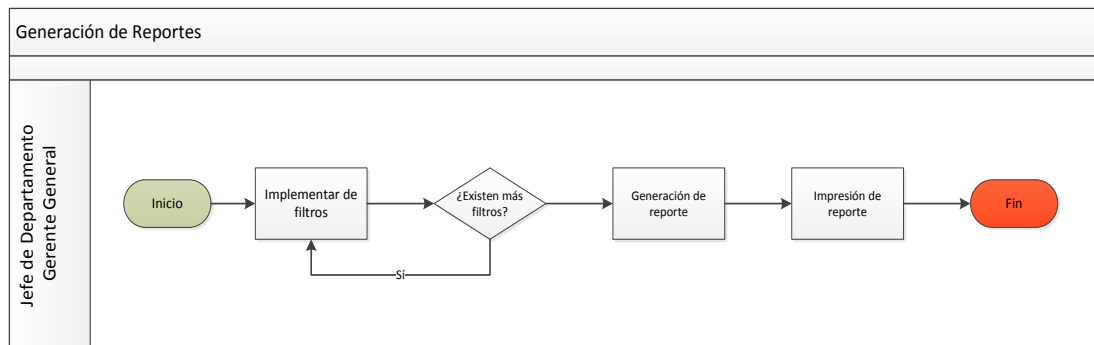 Generación de Reportes
Jefe de Departamento
Gerente General
Inicio
Implementar de
filtros
¿Existen más
filtros?
Sí
Generación de
reporte
Impresión de
reporte
Fin